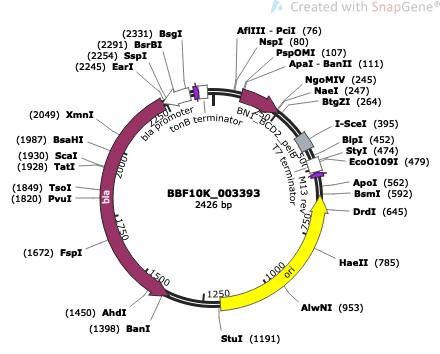 Created with SnapGene®
(2331) BsgI
(2291) BsrBI
(2254) SspI
(2245) EarI
(2049) XmnI
(1987) BsaHI
(1930) ScaI
(1928) TatI
(1849) TsoI
(1820) PvuI
(1672) FspI
(1450) AhdI
(1398) BanI
AflIII - PciI (76)
NspI (80)
PspOMI (107)
ApaI - BanII (111)
NgoMIV (245)
NaeI (247)
BtgZI (264)
I-SceI (395)
BlpI (452)
StyI (474)
EcoO109I (479)
ApoI (562)
BsmI (592)
DrdI (645)
HaeII (785)
AlwNI (953)
StuI (1191)
bla promoter
tonB terminator
T7 terminator
M13 rev
bla
ori
750
1000
1250
1500
1750
2000
BBF10K_003393
2426 bp